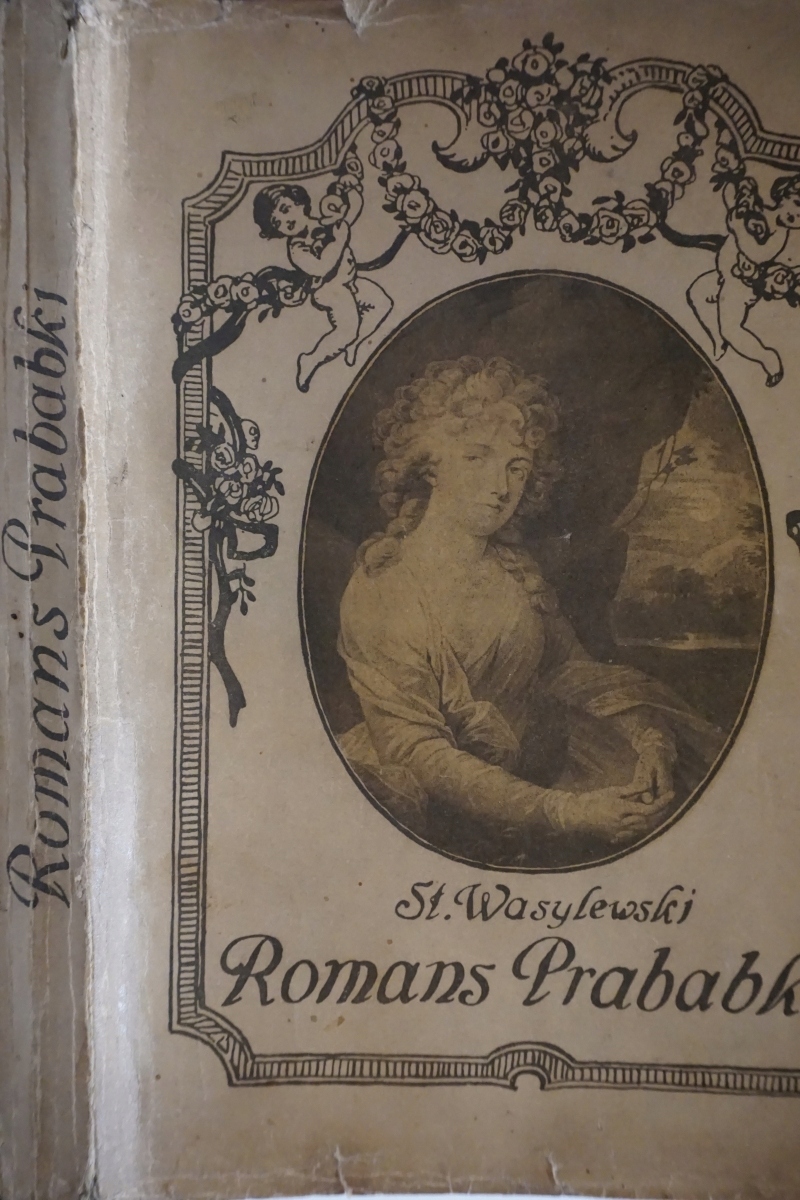 Romans Prababki
St. Wasylewski
Romans Prababk